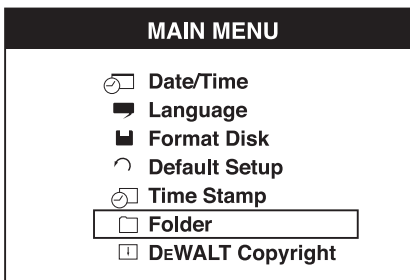 MAIN MENU
Date/Time
Language
Format Disk
Default Setup
Time Stamp
Folder
DEWALT Copyright